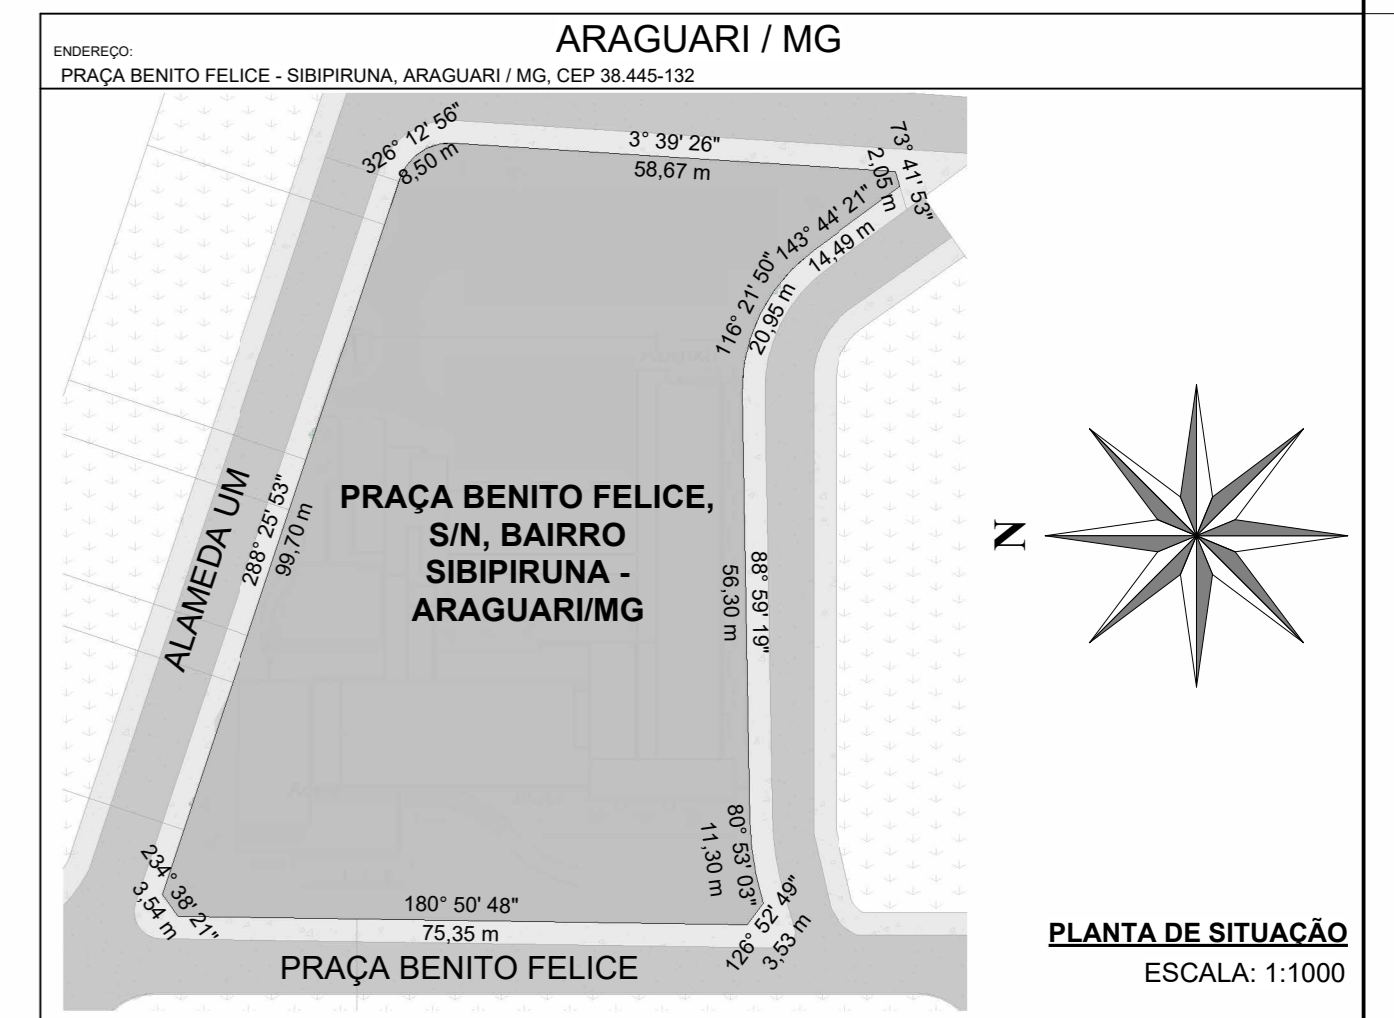 ARAGUARI / MG
ENDEREÇO:
PRAÇA BENITO FELICE - SIBIPIRUNA, ARAGUARI / MG, CEP 38.445-132
326° 12' 56"
8,50 m
3° 39' 26"
58,67 m
73° 41' 53"
2,05 m
143° 44' 21"
14,49 m
116° 21' 50"
20,95 m
ALAMEDA UM
288° 25' 53"
99,70 m
PRAÇA BENITO FELICE,
S/N, BAIRRO
SIBIPIRUNA -
ARAGUARI/MG
88° 59' 19"
56,30 m
N
80° 53' 03"
11,30 m
234° 38' 21"
3,54 m
180° 50' 48"
75,35 m
126° 52' 49"
3,53 m
PRAÇA BENITO FELICE
PLANTA DE SITUAÇÃO
ESCALA: 1:1000